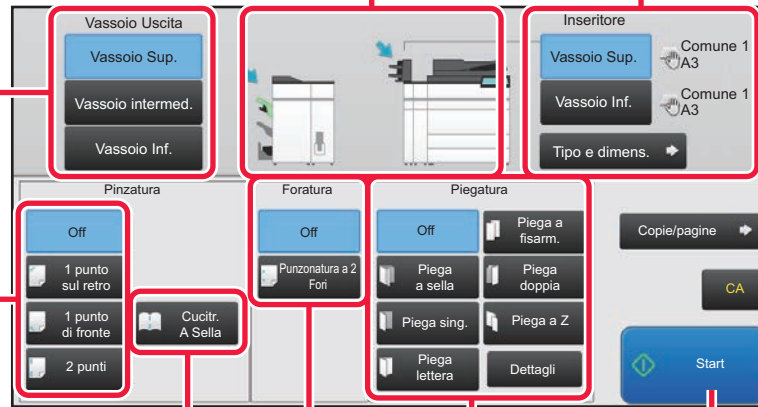 Vassoio Uscita
Vassoio Sup.
Vassoio intermed.
Vassoio Inf.
Inseritore
Vassoio Sup.
Comune 1
A3
Vassoio Inf.
Comune 1
A3
Tipo e dimens.
Pinzatura
Off
1 punto
sul retro
1 punto
di fronte
2 punti
Cucitr.
A Sella
Foratura
Off
Punzonatura a 2
Fori
Piegatura
Off
Piega a
fisarm.
Piega
a sella
Piega
doppia
Piega sing.
Piega a Z
Piega
lettera
Dettagli
Copie/pagine
CA
Start